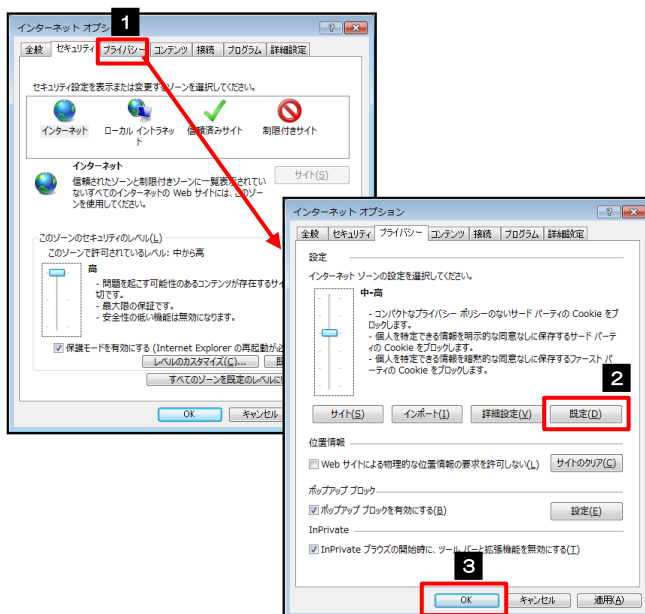 1
インターネット オプシ
全般 セキュリティ プライバシー コンテンツ 接続 プログラム 詳細設定
セキュリティ設定を表示または変更するゾーンを選択してください。
インターネット ローカル イントラネット 信頼済みサイト 制限付きサイト
インターネット
信頼されたゾーンと制限付きゾーンに一覧表示されてい
ないすべてのインターネットの Web サイトには、このゾー
ンを使用してください。
サイト(S)
このゾーンのセキュリティのレベル(L)
このゾーンで許可されているレベル: 中から高
高
- 問題を起こす可能性のあるコンテンツが存在するサイ
切です。
- 最大限の保証です。
- 安全性の低い機能は無効になります。
保護モードを有効にする (Internet Explorer の再起動が必
レベルのカスタマイズ(C)...
すべてのゾーンを既定のレベルに
OK キャンセル
インターネット オプション
全般 セキュリティ プライバシー コンテンツ 接続 プログラム 詳細設定
設定
インターネット ゾーンの設定を選択してください。
中-高
- コンパクトなプライバシー ポリシーのないサード パーティの Cookie をブ
ロックします。
- 個人を特定できる情報を明示的な同意なしに保存するサード パーテ
ィの Cookie をブロックします。
- 個人を特定できる情報を暗黙的な同意なしに保存するファースト パ
ーティの Cookie をブロックします。
2
サイト(S) インポート(I) 詳細設定(V) 既定(D)
位置情報
Web サイトによる物理的な位置情報の要求を許可しない(L) サイトのクリア(C)
ポップアップ ブロック
ポップアップ ブロックを有効にする(B) 設定(E)
InPrivate
InPrivate ブラウズの開始時に、ツール バーと拡張機能を無効にする(T)
3
OK キャンセル 適用(A)